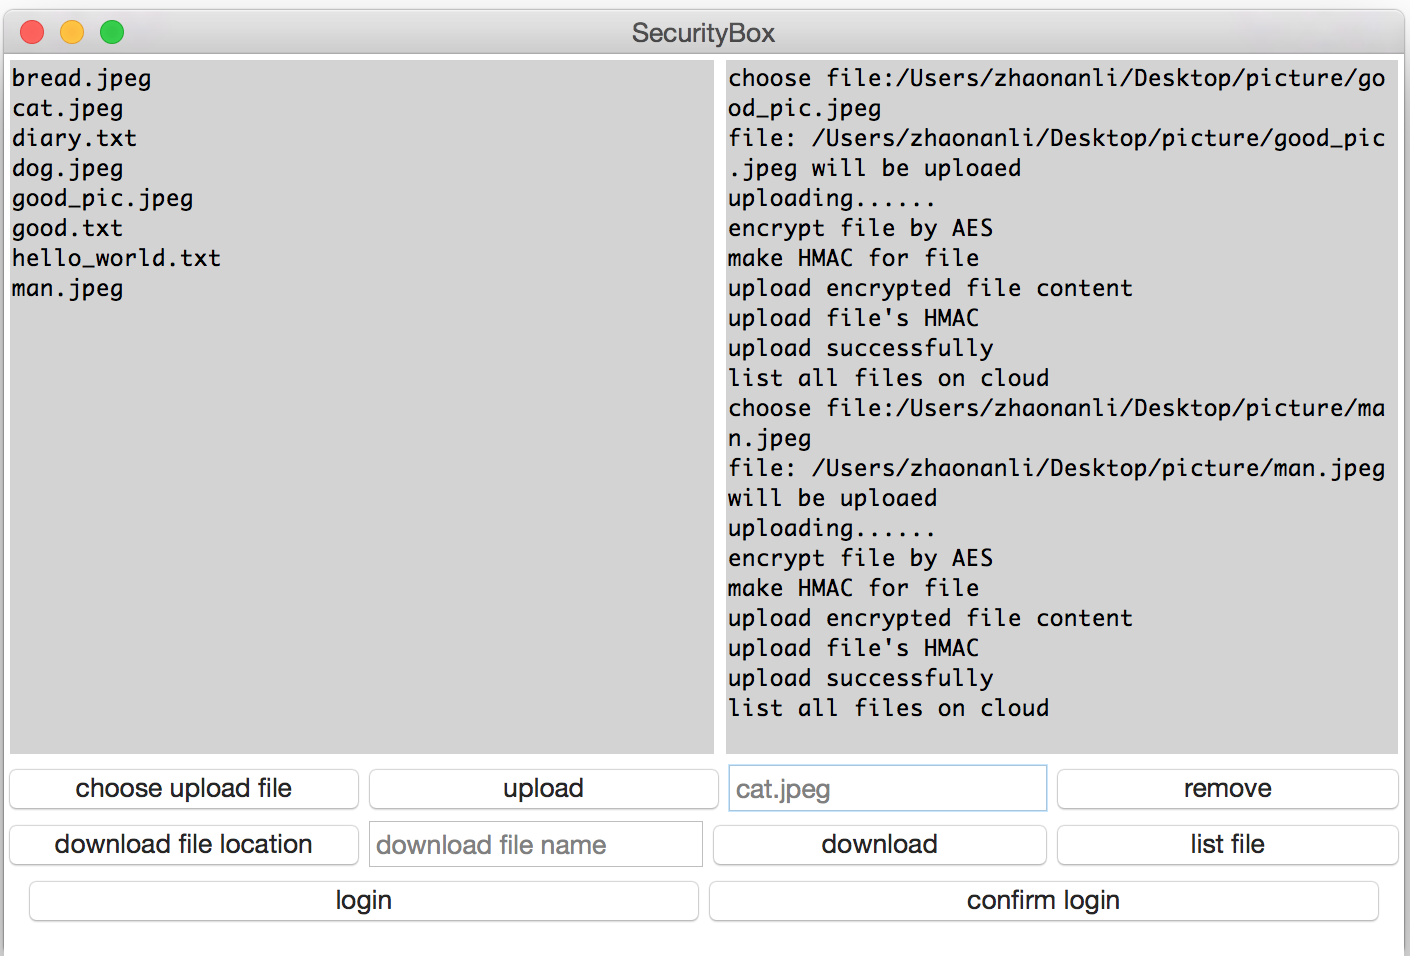 SecurityBox
bread.jpeg
cat.jpeg
diary.txt
dog.jpeg
good_pic.jpeg
good.txt
hello_world.txt
man.jpeg
choose file:/Users/zhaonanli/Desktop/picture/go
od_pic.jpeg
file: /Users/zhaonanli/Desktop/picture/good_pic
.jpeg will be uploaed
uploading......
encrypt file by AES
make HMAC for file
upload encrypted file content
upload file's HMAC
upload successfully
list all files on cloud
choose file:/Users/zhaonanli/Desktop/picture/ma
n.jpeg
file: /Users/zhaonanli/Desktop/picture/man.jpeg
will be uploaed
uploading......
encrypt file by AES
make HMAC for file
upload encrypted file content
upload file's HMAC
upload successfully
list all files on cloud
choose upload file
upload
cat.jpeg
remove
download file location
download file name
download
list file
login
confirm login